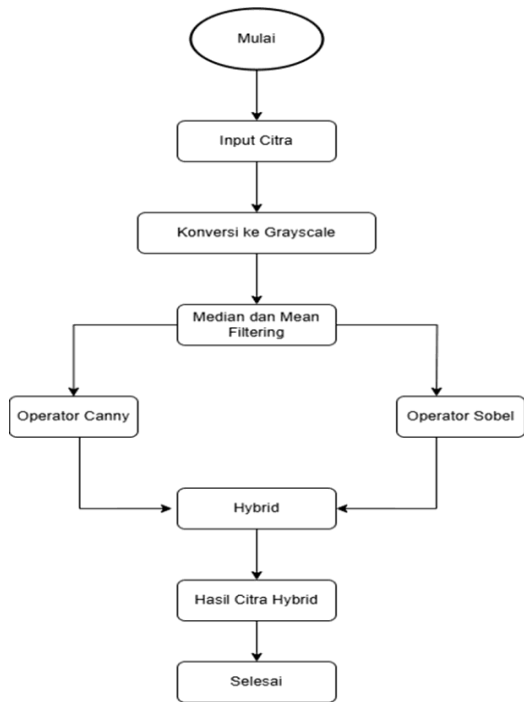 Mulai
Input Citra
Konversi ke Grayscale
Median dan Mean
Filtering
Operator Canny
Operator Sobel
Hybrid
Hasil Citra Hybrid
Selesai